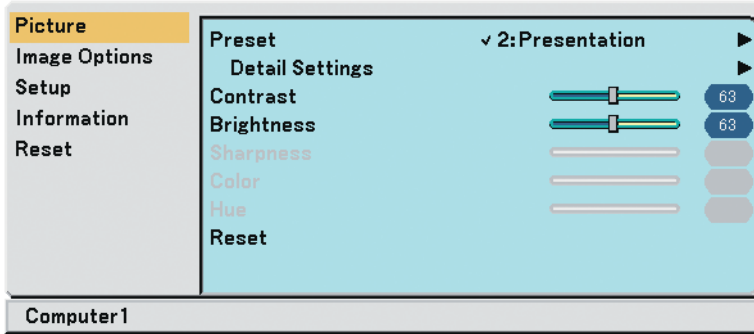 Picture
Image Options
Setup
Information
Reset
Preset ✓ 2:Presentation ▶
Detail Settings ▶
Contrast 63
Brightness 63
Sharpness
Color
Hue
Reset
Computer1